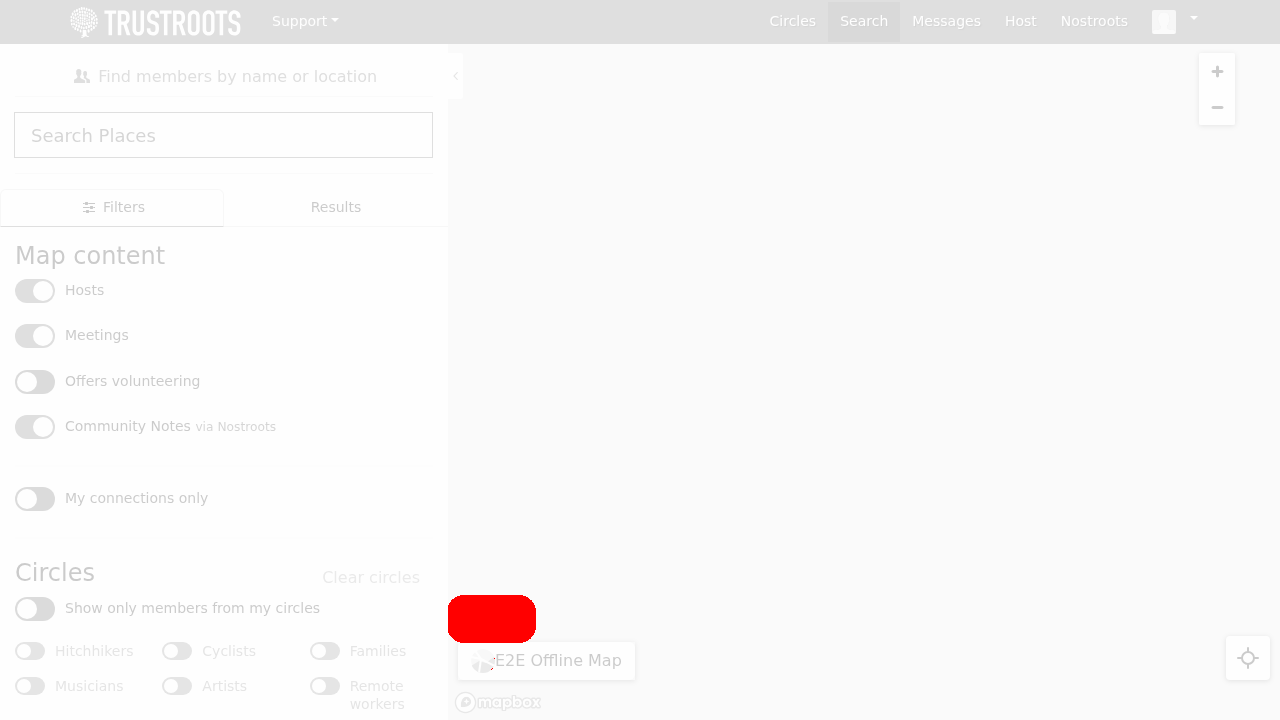 TRUSTROOTS
Support
Circles
Search
Messages
Host
Nostroots
Find members by name or location
Search Places
Filters
Results
Map content
Hosts
Meetings
Offers volunteering
Community Notes via Nostroots
My connections only
Circles
Clear circles
Show only members from my circles
Hitchhikers
Cyclists
Families
Musicians
Artists
Remote
workers
E2E Offline Map
mapbox